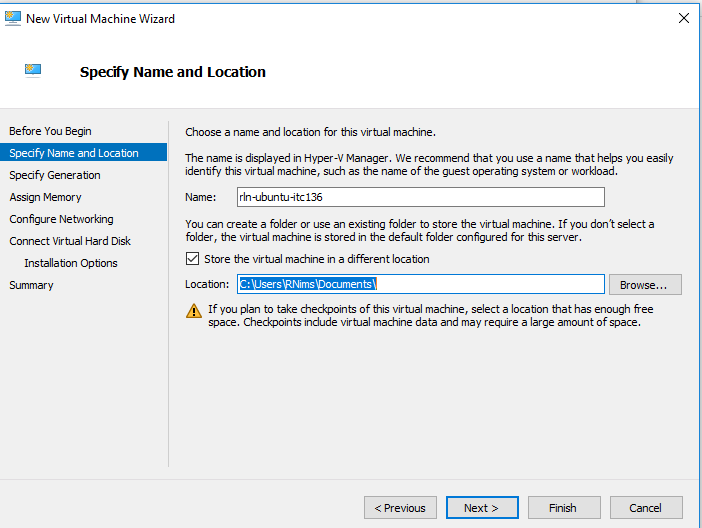 New Virtual Machine Wizard
Specify Name and Location
Before You Begin
Specify Name and Location
Specify Generation
Assign Memory
Configure Networking
Connect Virtual Hard Disk
Installation Options
Summary
Choose a name and location for this virtual machine.
The name is displayed in Hyper-V Manager. We recommend that you use a name that helps you easily
identify this virtual machine, such as the name of the guest operating system or workload.
Name: rln-ubuntu-itc136
You can create a folder or use an existing folder to store the virtual machine. If you don't select a
folder, the virtual machine is stored in the default folder configured for this server.
Store the virtual machine in a different location
Location: C:\Users\RNims\Documents\ Browse...
If you plan to take checkpoints of this virtual machine, select a location that has enough free
space. Checkpoints include virtual machine data and may require a large amount of space.
< Previous Next > Finish Cancel